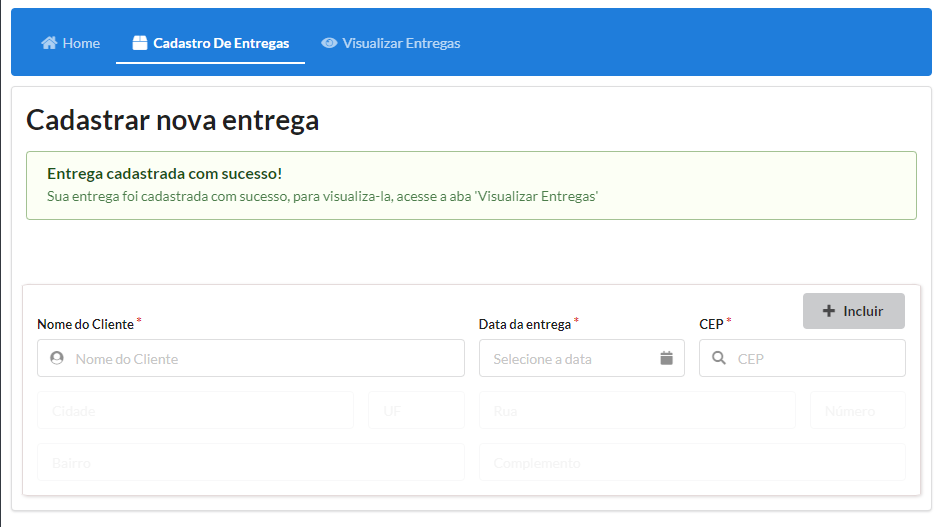 Home Cadastro De Entregas Visualizar Entregas
Cadastrar nova entrega
Entrega cadastrada com sucesso!
Sua entrega foi cadastrada com sucesso, para visualiza-la, acesse a aba 'Visualizar Entregas'
Incluir
Nome do Cliente * Data da entrega * CEP *
Nome do Cliente Selecione a data CEP
Cidade UF Rua Número
Bairro Complemento